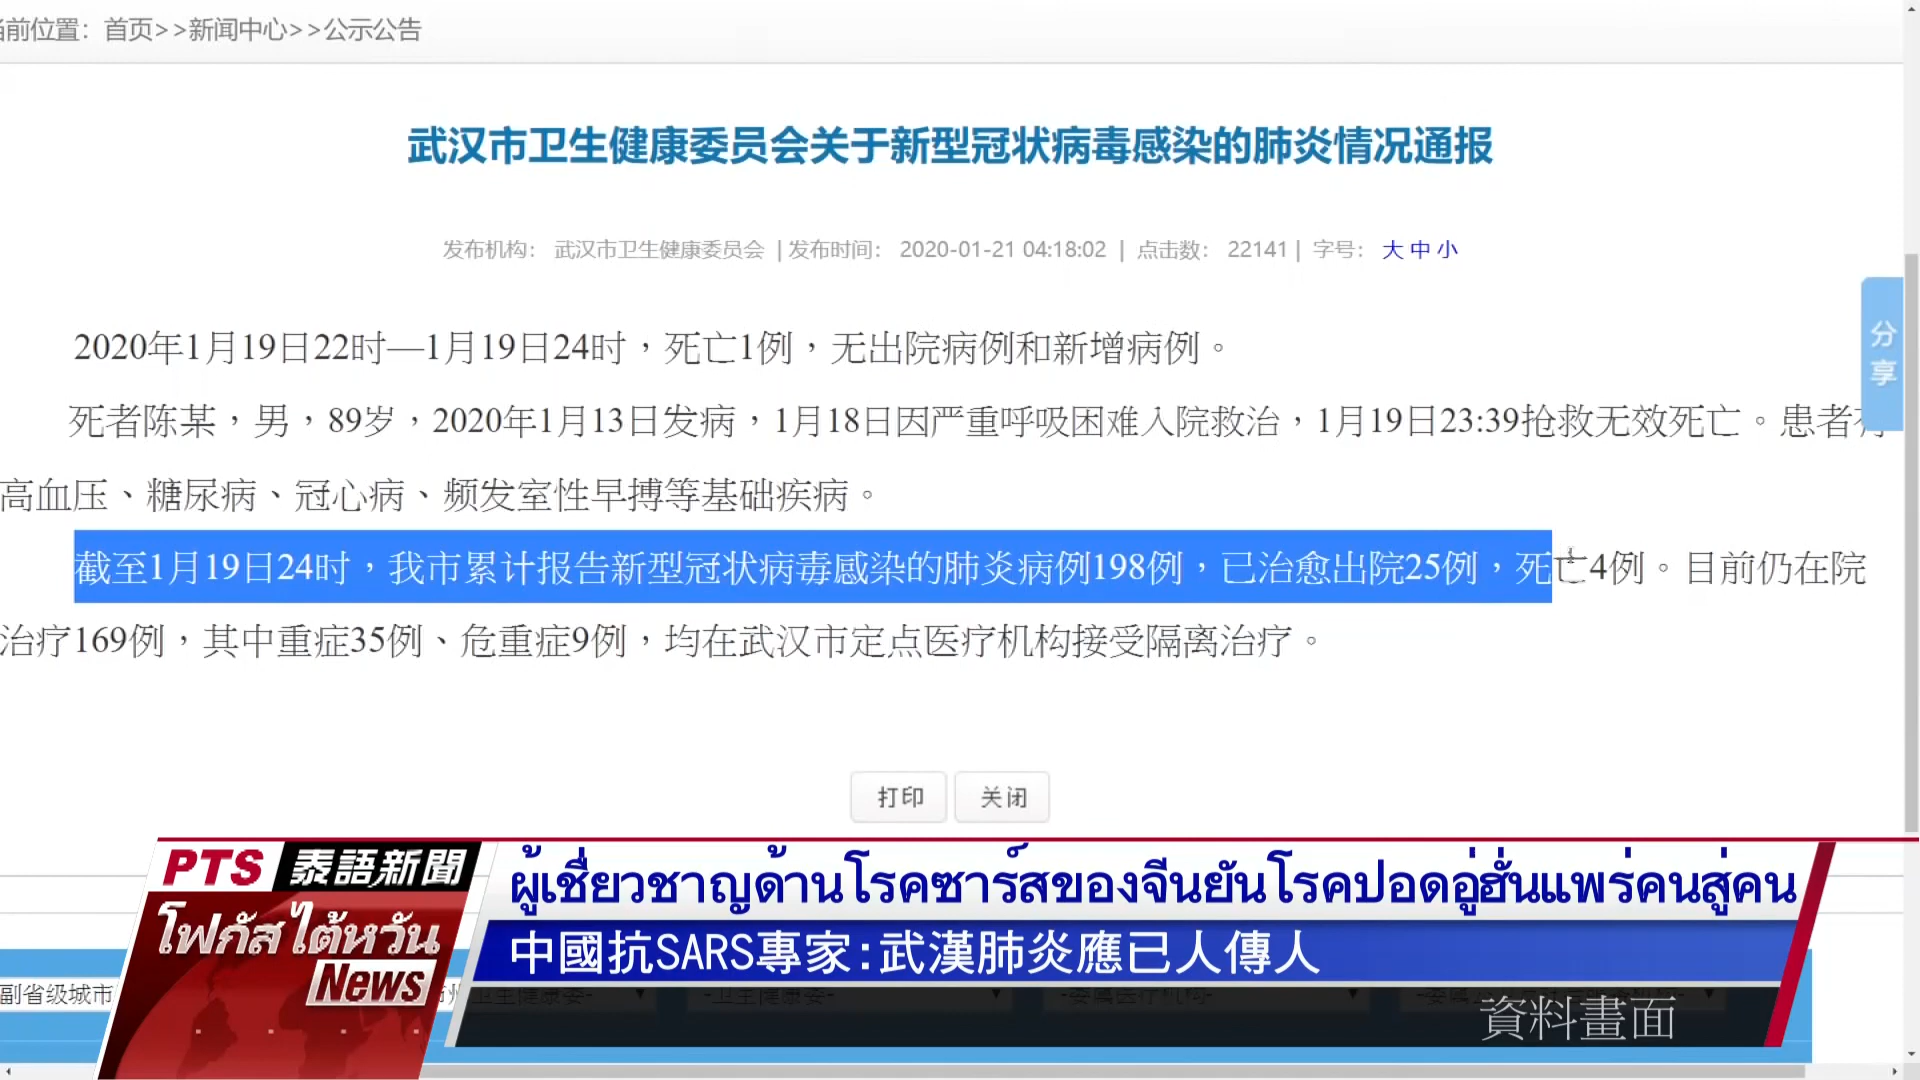 前位置：首页>>新闻中心>>公示公告
武汉市卫生健康委员会关于新型冠状病毒感染的肺炎情况通报
发布机构： 武汉市卫生健康委员会 | 发布时间： 2020-01-21 04:18:02 | 点击数： 22141 | 字号： 大 中 小
分享
2020年1月19日22时—1月19日24时，死亡1例，无出院病例和新增病例。
死者陈某，男，89岁，2020年1月13日发病，1月18日因严重呼吸困难入院救治，1月19日23:39抢救无效死亡。患者有
高血压、糖尿病、冠心病、频发室性早搏等基础疾病。
截至1月19日24时，我市累计报告新型冠状病毒感染的肺炎病例198例，已治愈出院25例，死亡4例。目前仍在院
治疗169例，其中重症35例、危重症9例，均在武汉市定点医疗机构接受隔离治疗。
打印 关闭
PTS 泰語新聞
โฟกัสไต้หวัน
News
ผู้เชี่ยวชาญด้านโรคซาร์สของจีนยันโรคปอดอู่ฮั่นแพร่คนสู่คน
中國抗SARS專家:武漢肺炎應已人傳人
副省级城市
資料畫面